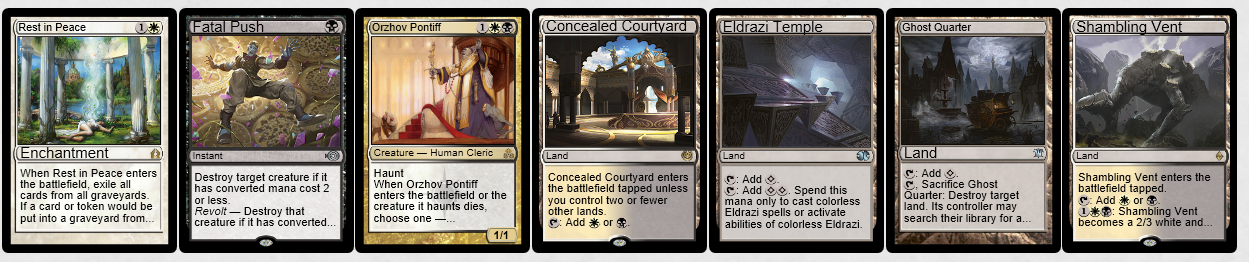 Rest in Peace 1
Enchantment
When Rest in Peace enters
the battlefield, exile all
cards from all graveyards.
If a card or token would be
put into a graveyard from...
Fatal Push
Instant
Destroy target creature if it
has converted mana cost 2
or less.
Revolt — Destroy that
creature if it has converted...
Orzhov Pontiff 1
Creature — Human Cleric
Haunt
When Orzhov Pontiff
enters the battlefield or the
creature it haunts dies,
choose one —...
1/1
Concealed Courtyard
Land
Concealed Courtyard enters
the battlefield tapped unless
you control two or fewer
other lands.
: Add or .
Eldrazi Temple
Land
: Add .
: Add . Spend this
mana only to cast colorless
Eldrazi spells or activate
abilities of colorless Eldrazi.
Ghost Quarter
Land
: Add .
, Sacrifice Ghost
Quarter: Destroy target
land. Its controller may
search their library for a...
Shambling Vent
Land
Shambling Vent enters the
battlefield tapped.
: Add or .
1: Shambling Vent
becomes a 2/3 white and...